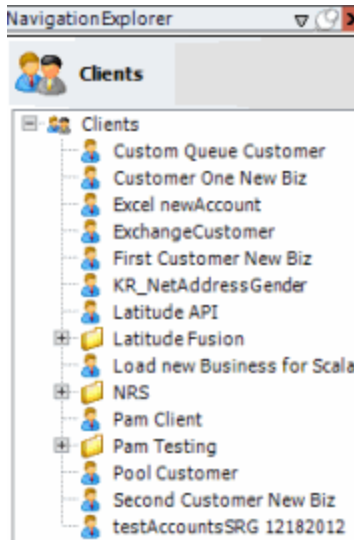 NavigationExplorer
Clients
Clients
Custom Queue Customer
Customer One New Biz
Excel newAccount
ExchangeCustomer
First Customer New Biz
KR_NetAddressGender
Latitude API
Latitude Fusion
Load new Business for Scala
NRS
Pam Client
Pam Testing
Pool Customer
Second Customer New Biz
testAccountsSRG 12182012